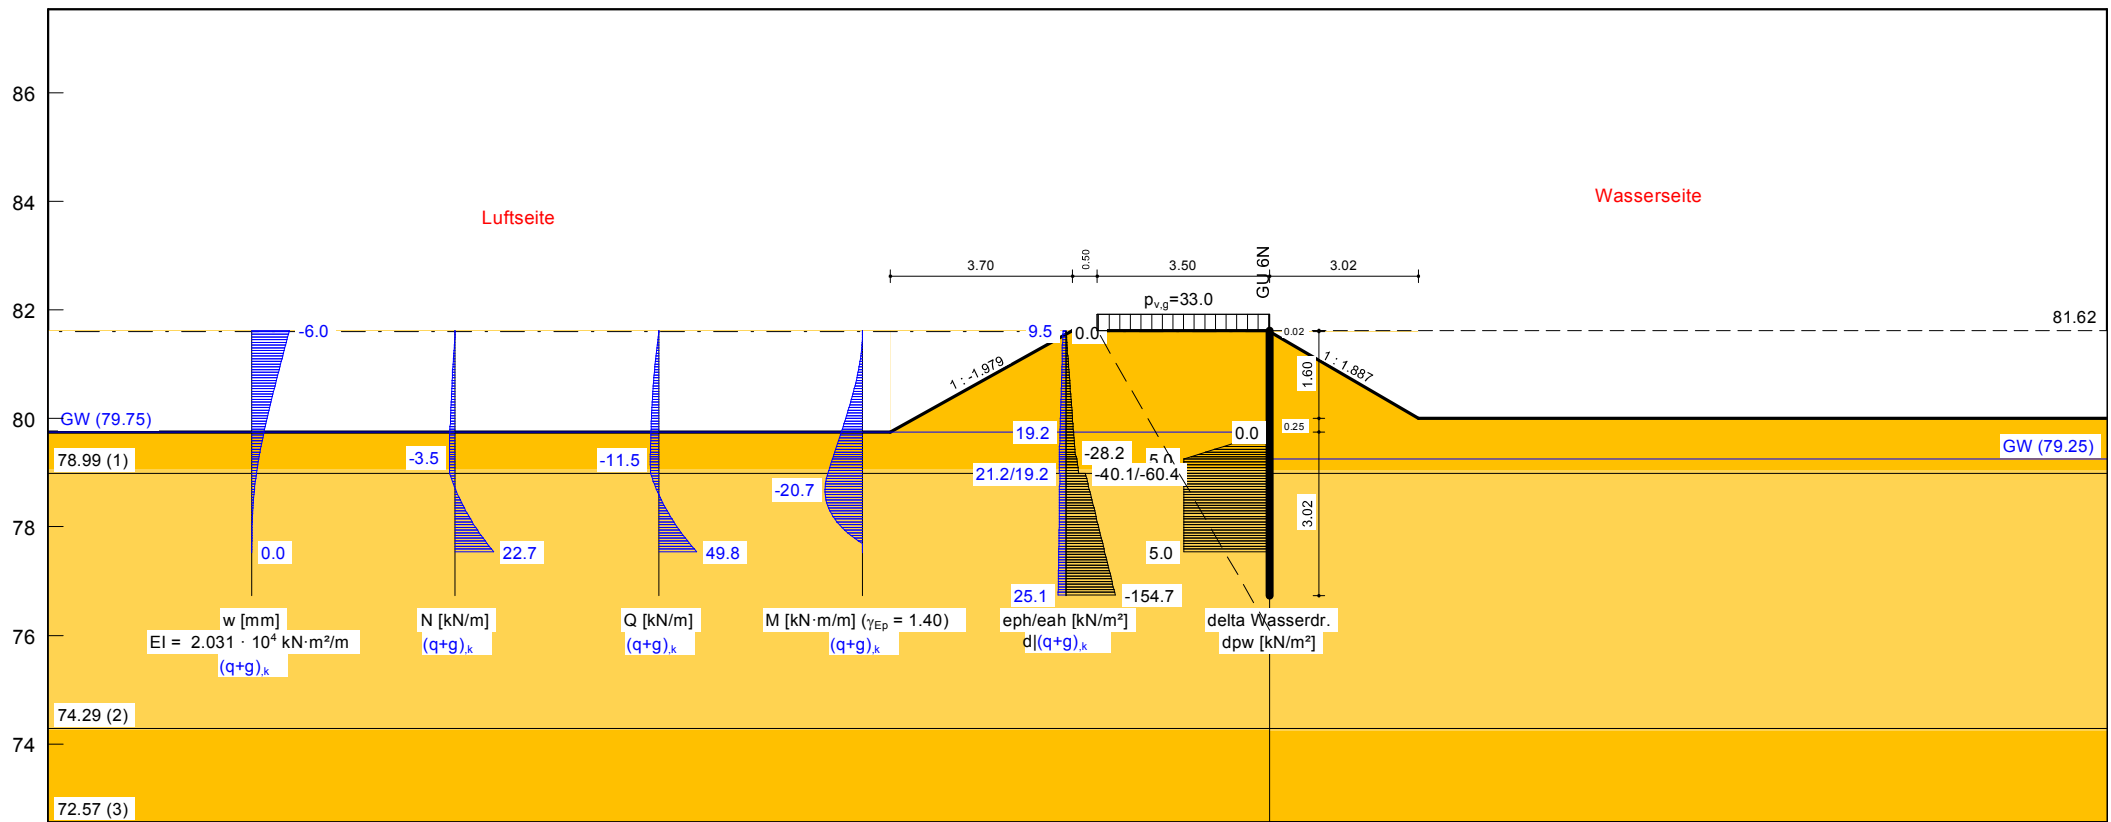 86
84
82
80
78
76
74
Luftseite
Wasserseite
GU 6N
3.70
0.50
3.50
3.02
p v,g=33.0
81.62
-6.0
9.5
0.0
0.02
1 : -1.979
1 : 1.887
1.60
GW (79.75)
19.2
0.0
0.25
GW (79.25)
78.99 (1)
-3.5
-11.5
-28.2
5.0
21.2/19.2
-40.1/-60.4
-20.7
3.02
0.0
22.7
49.8
5.0
25.1
-154.7
w [mm]
EI = 2.031 · 10⁴ kN·m²/m
(q+g),k
N [kN/m]
(q+g),k
Q [kN/m]
(q+g),k
M [kN·m/m] (γEp = 1.40)
(q+g),k
eph/eah [kN/m²]
d|(q+g),k
delta Wasserdr.
dpw [kN/m²]
74.29 (2)
72.57 (3)